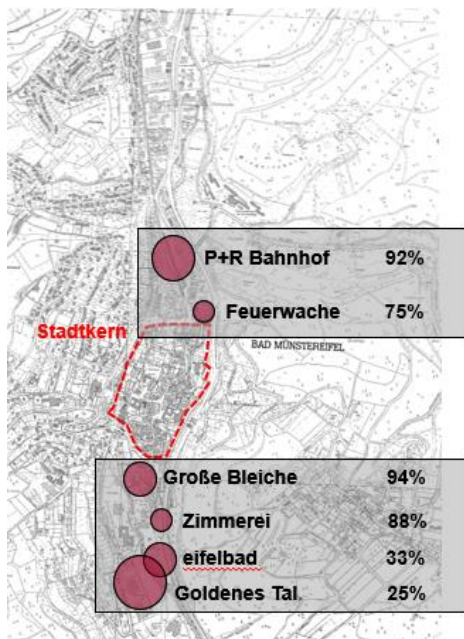 P+R Bahnhof 92%
Feuerwache 75%
Stadtkern
BAD MÜNSTEREIFEL
Große Bleiche 94%
Zimmerei 88%
eifelbad 33%
Goldenes Tal 25%